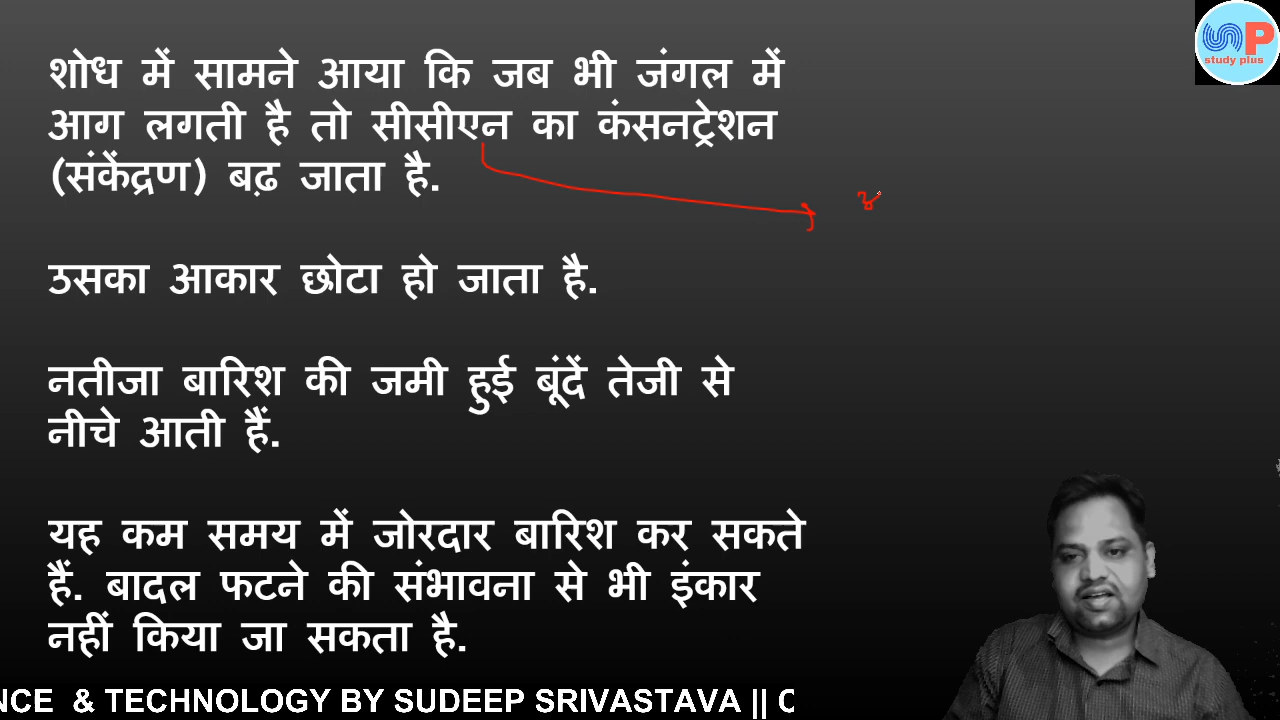 SP
study plus
शोध में सामने आया कि जब भी जंगल में
आग लगती है तो सीसीएन का कंसनट्रेशन
(संकेंद्रण) बढ़ जाता है.
उसका आकार छोटा हो जाता है.
नतीजा बारिश की जमी हुई बूंदें तेजी से
नीचे आती हैं.
यह कम समय में जोरदार बारिश कर सकते
हैं. बादल फटने की संभावना से भी इंकार
नहीं किया जा सकता है.
NCE & TECHNOLOGY BY SUDEEP SRIVASTAVA ||